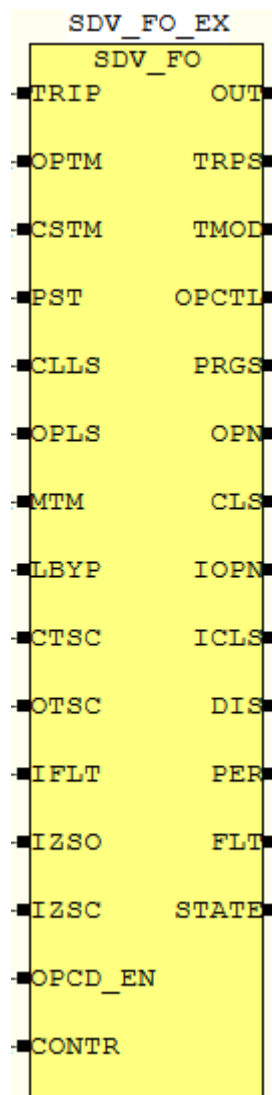 SDV_FO_EX
SDV_FO
TRIP OUT
OPTM TRPS
CSTM TMOD
PST OPCTL
CLLS PRGS
OPLS OPN
MTM CLS
LBYP IOPN
CTSC ICLS
OTSC DIS
IFLT PER
IZSO FLT
IZSC STATE
OPCD_EN
CONTR